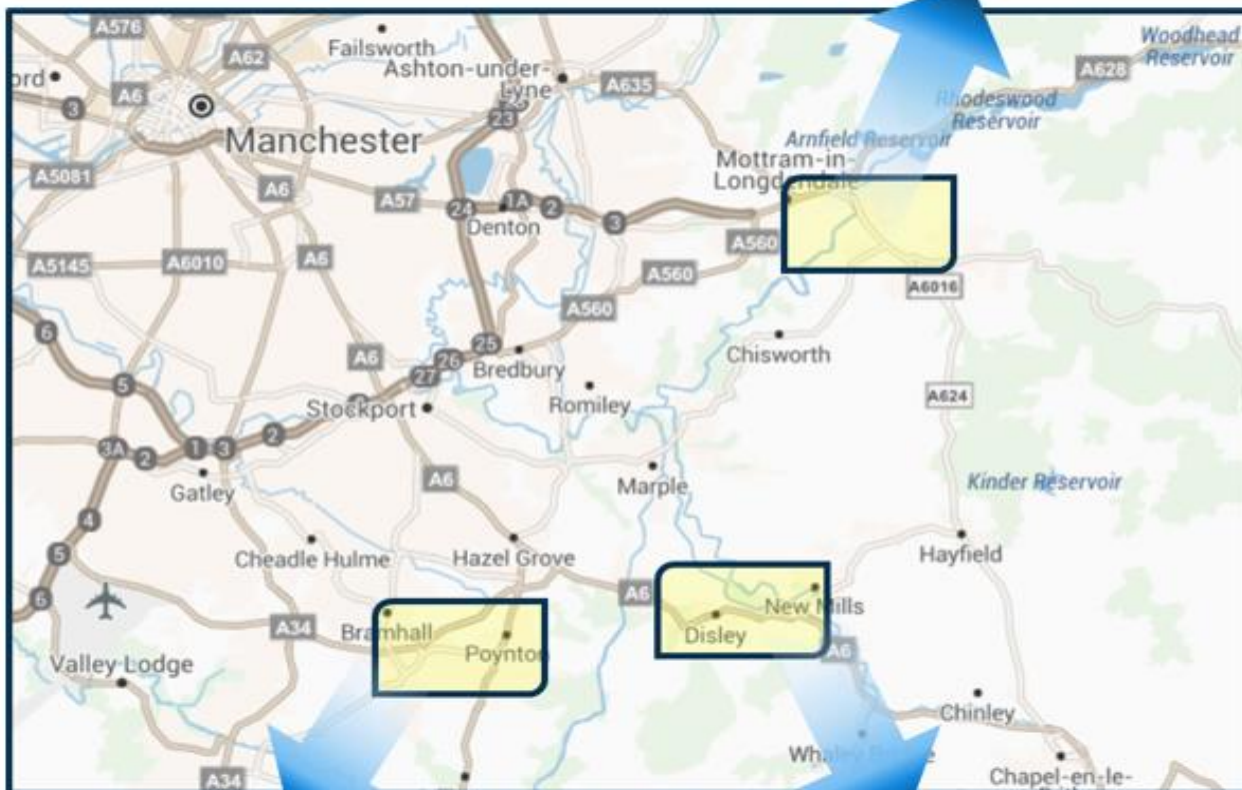 A576
Failsworth
Woodhead
Reservoir
A62
Ashton-under-
Lyne
A628
ord
A6
A635
3
23
Rhodeswood
Reservoir
Manchester
Arnfield Reservoir
Mottram-in-
Longdendale
A5081
A6
A57
24
1A
2
3
Denton
A560
A5145
A6010
A6
A560
A6016
A560
6
Chisworth
A6
25
26
Bredbury
27
5
Romiley
A624
Stockport
3A
2
1
3
2
Gatley
A6
Marple
Kinder Reservoir
4
Cheadle Hulme
Hazel Grove
Hayfield
5
6
A6
New Mills
A34
Bramhall
Disley
Poynton
A6
Valley Lodge
Chinley
A34
Chapel-en-le-